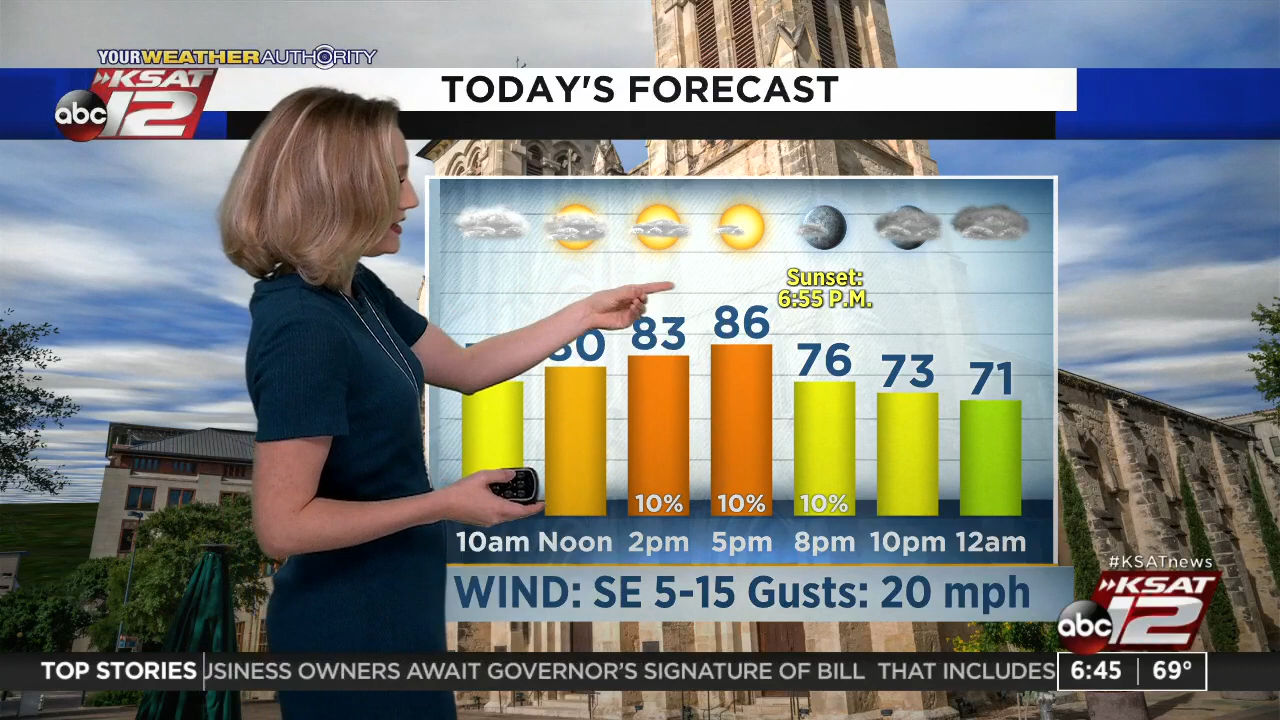 YOUR WEATHER AUTHORITY
KSAT
abc 12
TODAY'S FORECAST
Sunset:
6:55 P.M.
83 86 76 73 71
10% 10% 10%
10am Noon 2pm 5pm 8pm 10pm 12am
WIND: SE 5-15 Gusts: 20 mph
#KSATnews
KSAT
abc 12
TOP STORIES USINESS OWNERS AWAIT GOVERNOR'S SIGNATURE OF BILL THAT INCLUDES 6:45 69°